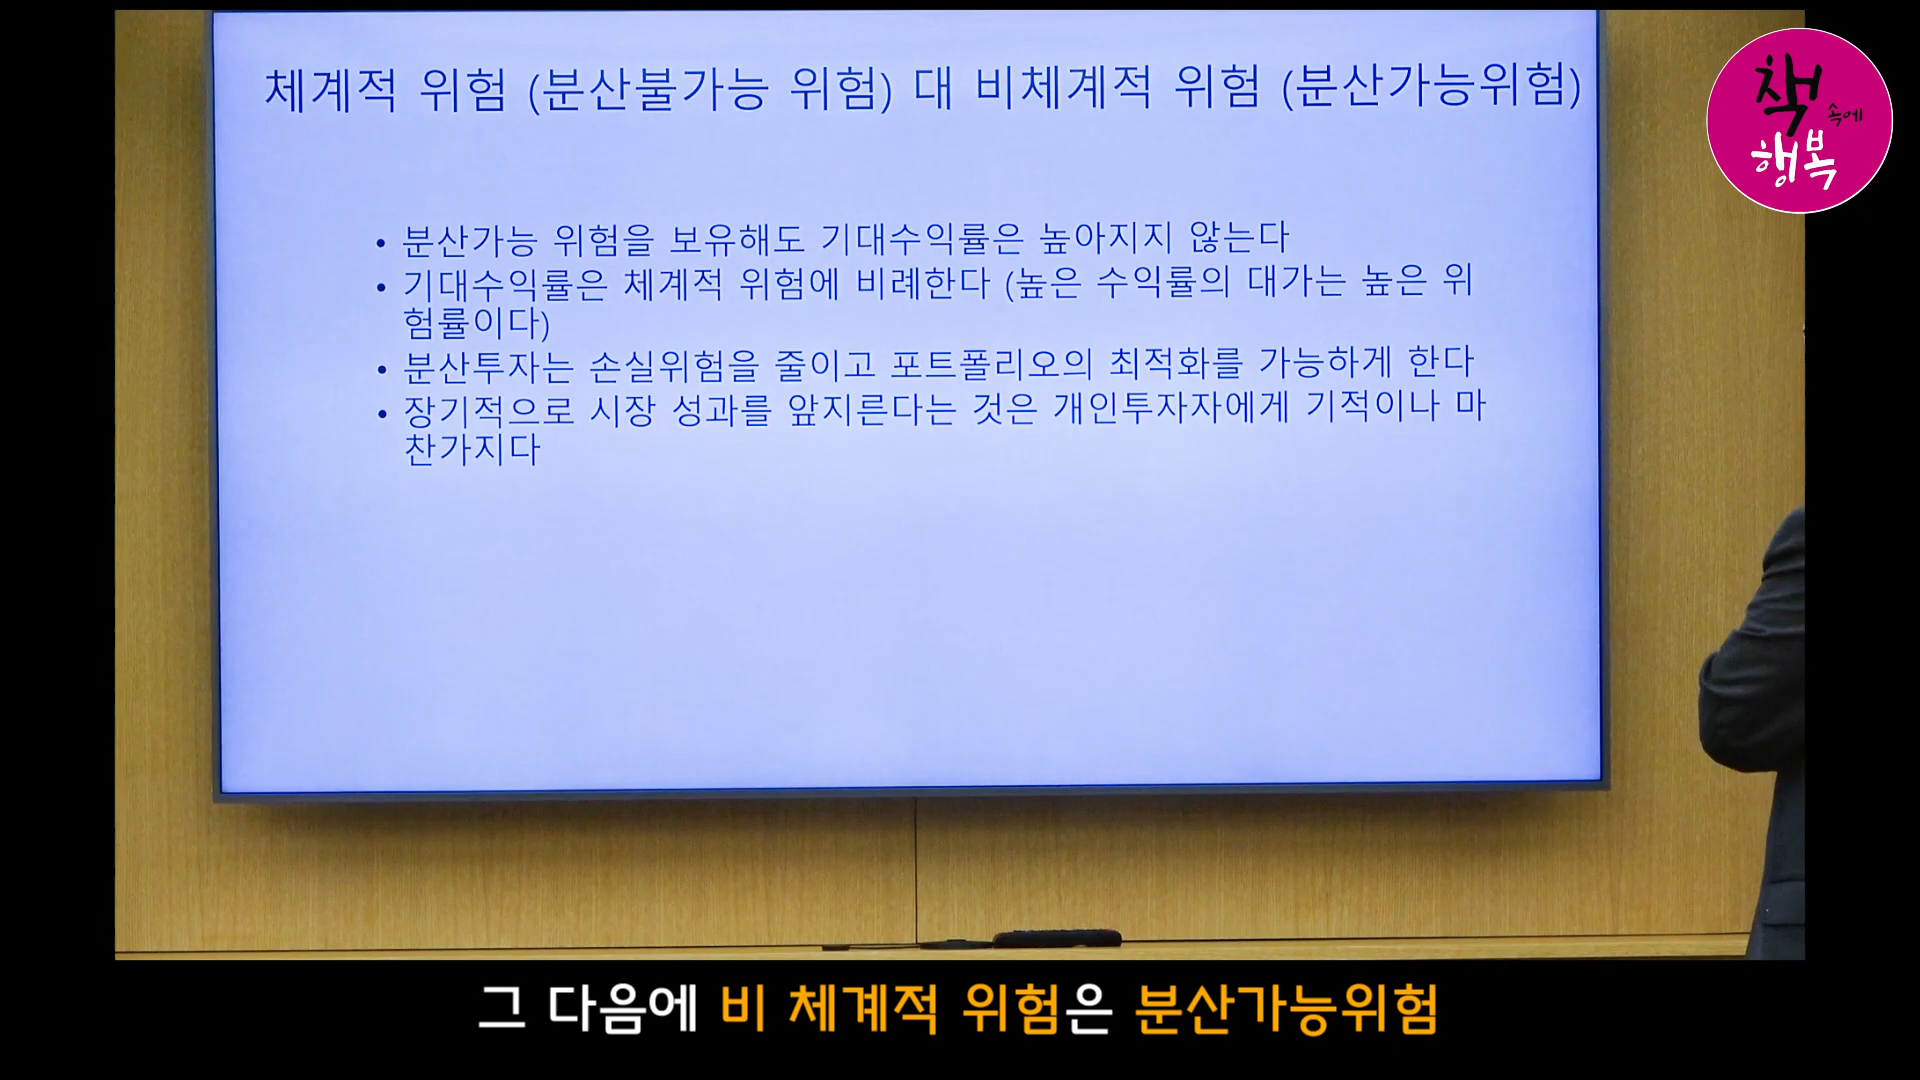 체계적 위험 (분산불가능 위험) 대 비체계적 위험 (분산가능위험)
• 분산가능 위험을 보유해도 기대수익률은 높아지지 않는다
• 기대수익률은 체계적 위험에 비례한다 (높은 수익률의 대가는 높은 위
험률이다)
• 분산투자는 손실위험을 줄이고 포트폴리오의 최적화를 가능하게 한다
• 장기적으로 시장 성과를 앞지른다는 것은 개인투자자에게 기적이나 마
찬가지다
책
속에
행복
그 다음에 비 체계적 위험은 분산가능위험